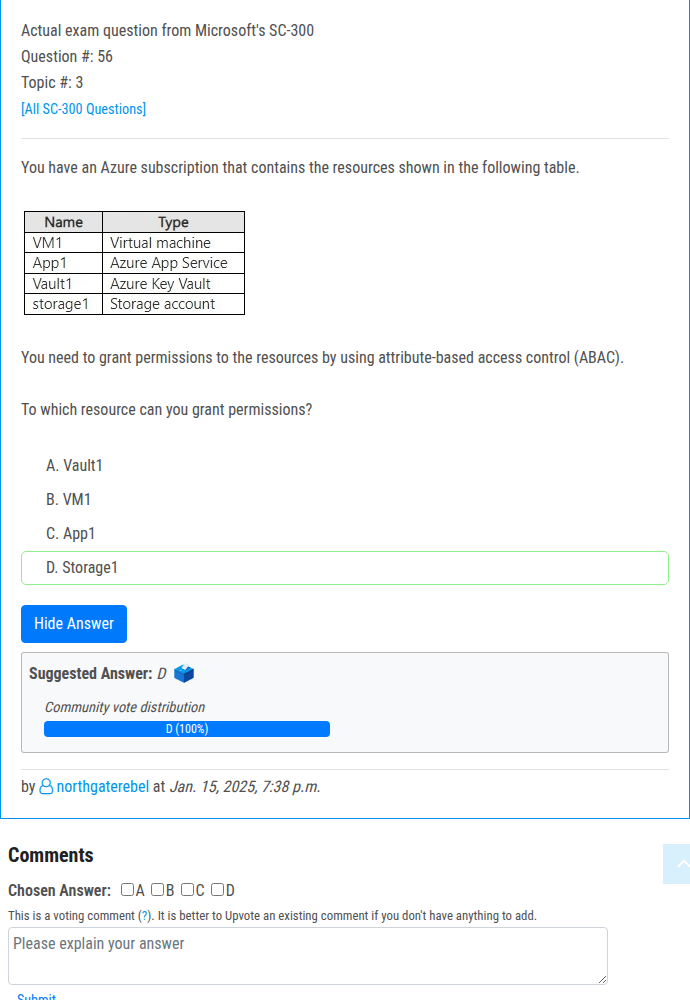 Actual exam question from Microsoft's SC-300
Question #: 56
Topic #: 3
[All SC-300 Questions]
You have an Azure subscription that contains the resources shown in the following table.
Name Type
VM1 Virtual machine
App1 Azure App Service
Vault1 Azure Key Vault
storage1 Storage account
You need to grant permissions to the resources by using attribute-based access control (ABAC).
To which resource can you grant permissions?
A. Vault1
B. VM1
C. App1
D. Storage1
Hide Answer
Suggested Answer: D
Community vote distribution
D (100%)
by northgaterebel at Jan. 15, 2025, 7:38 p.m.
Comments
Chosen Answer: A B C D
This is a voting comment (?). It is better to Upvote an existing comment if you don't have anything to add.
Please explain your answer
Submit